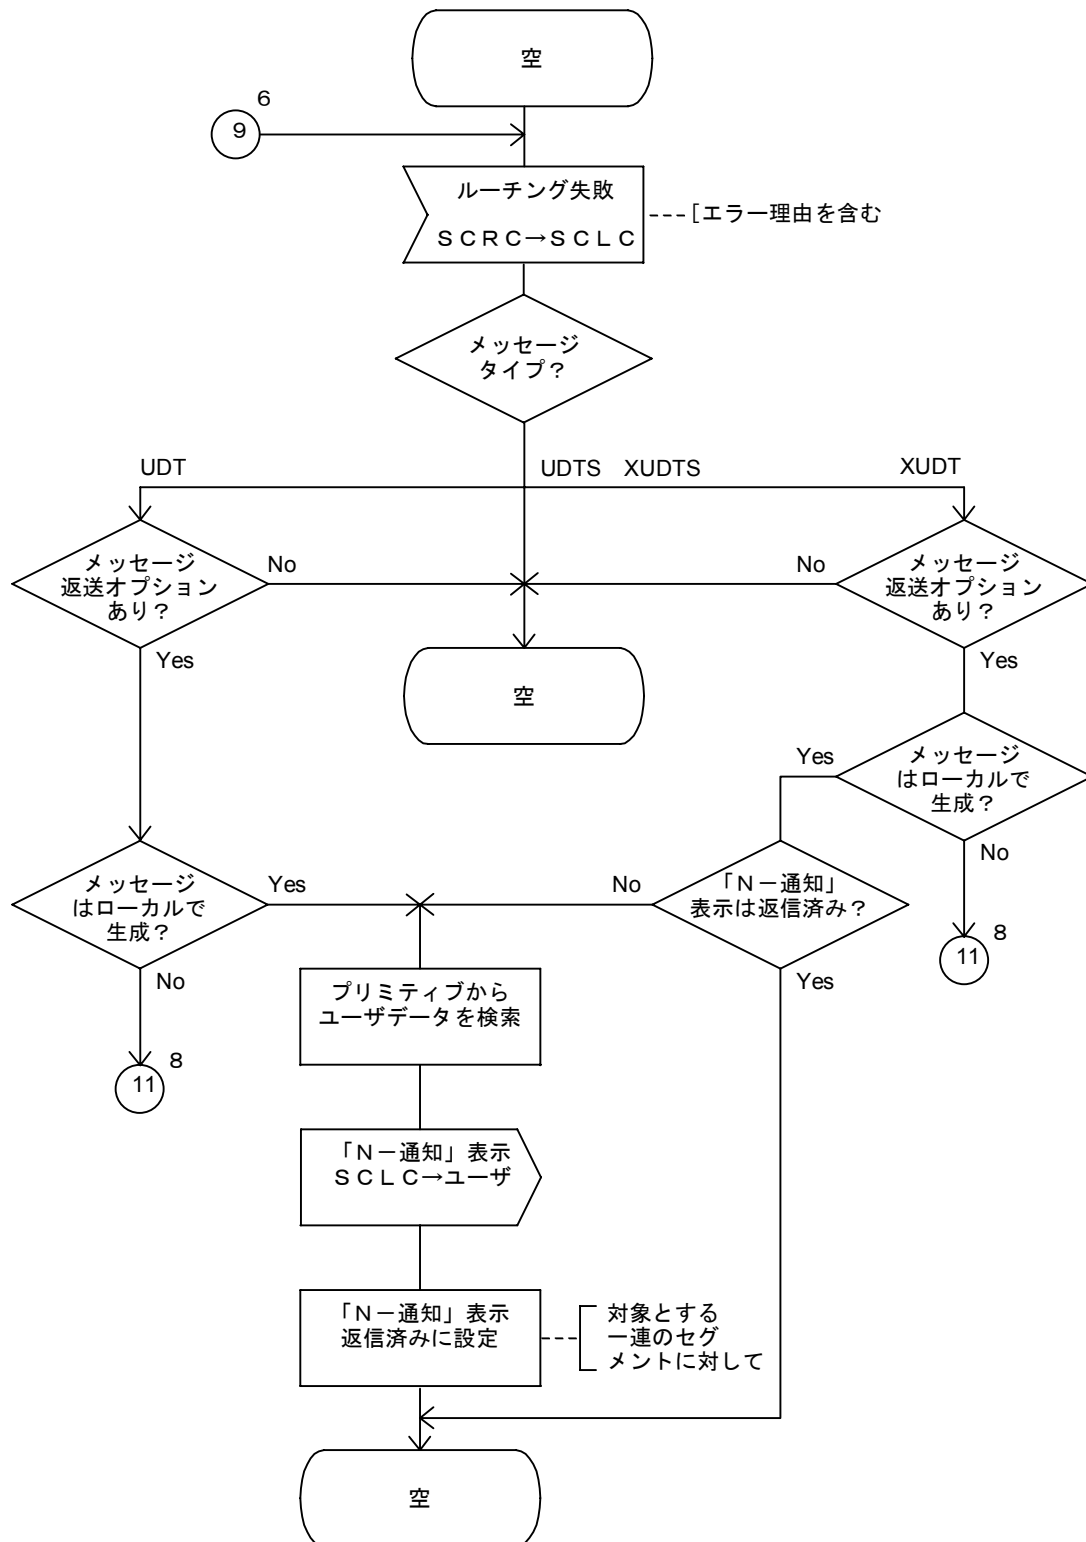 空
6
9
ルーチング失敗
ＳＣＲＣ→ＳＣＬＣ
[エラー理由を含む
メッセージ
タイプ？
UDT
UDTS XUDTS
XUDT
メッセージ
返送オプション
あり？
No
No
メッセージ
返送オプション
あり？
Yes
空
Yes
Yes
メッセージ
はローカルで
生成？
No
メッセージ
はローカルで
生成？
Yes
No
「Ｎ－通知」
表示は返信済み？
No
8
11
Yes
プリミティブから
ユーザデータを検索
8
11
「Ｎ－通知」表示
ＳＣＬＣ→ユーザ
「Ｎ－通知」表示
返信済みに設定
対象とする
一連のセグ
メントに対して
空